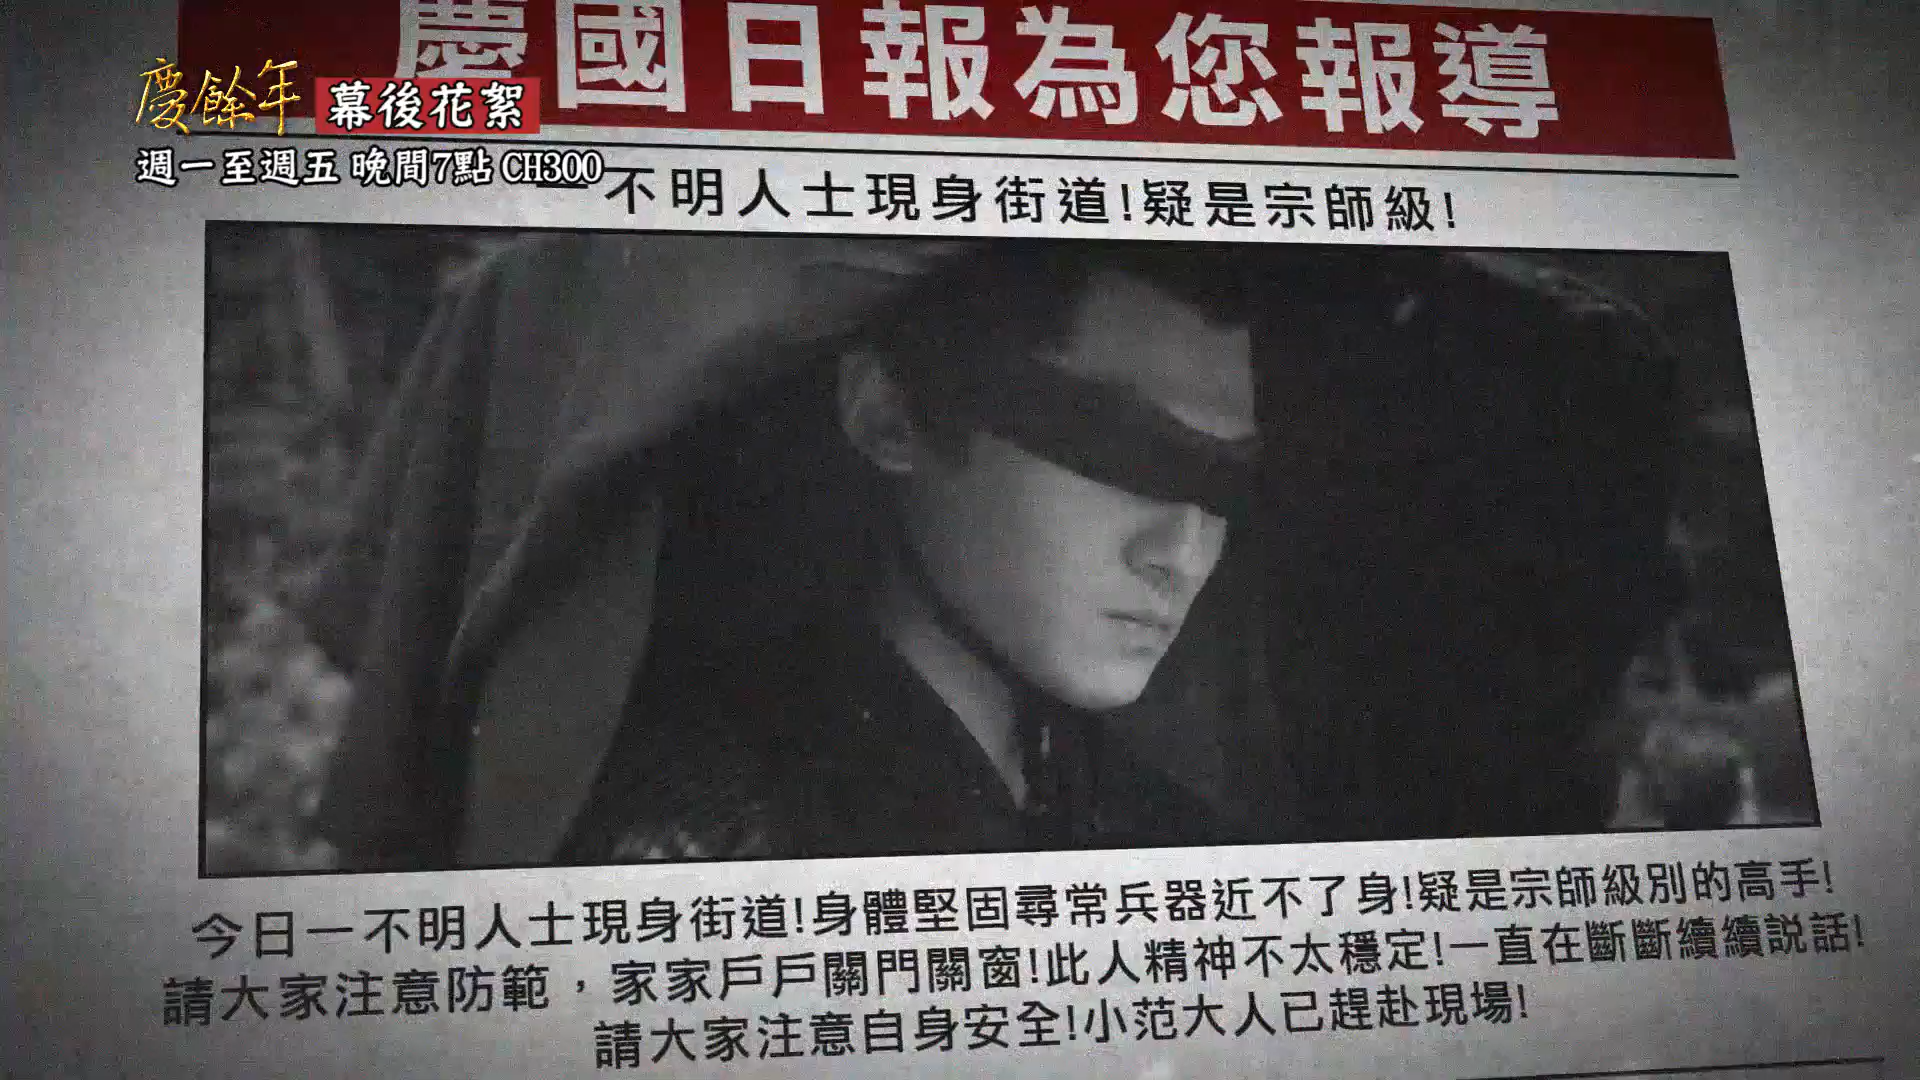 慶國日報為您報導
慶餘年 幕後花絮
週一至週五 晚間7點 CH300
一不明人士現身街道!疑是宗師級!
今日一不明人士現身街道!身體堅固尋常兵器近不了身!疑是宗師級別的高手!
請大家注意防範，家家戶戶關門關窗!此人精神不太穩定!一直在斷斷續續説話!
請大家注意自身安全!小范大人已趕赴現場!